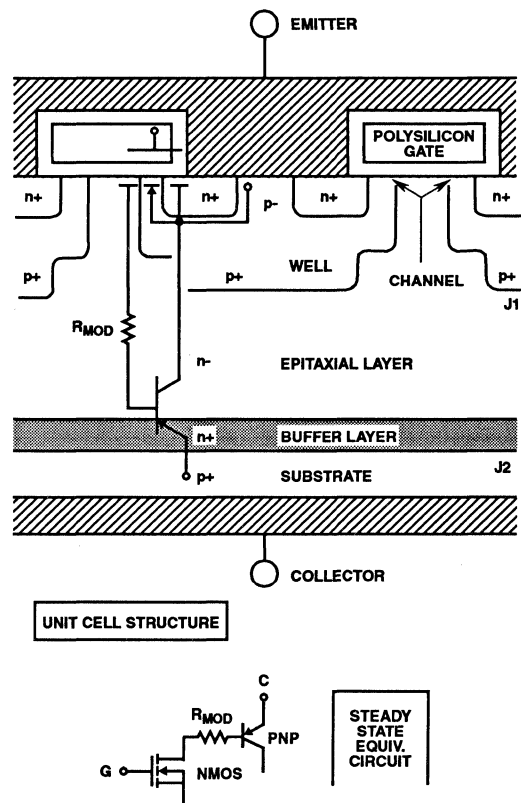 EMITTER
POLYSILICON
GATE
n+
n+
p-
n+
n+
p+
p+
WELL
CHANNEL
p+
J1
RMOD
n-
EPITAXIAL LAYER
n+
BUFFER LAYER
J2
p+
SUBSTRATE
COLLECTOR
UNIT CELL STRUCTURE
C
RMOD
PNP
G
NMOS
STEADY
STATE
EQUIV.
CIRCUIT